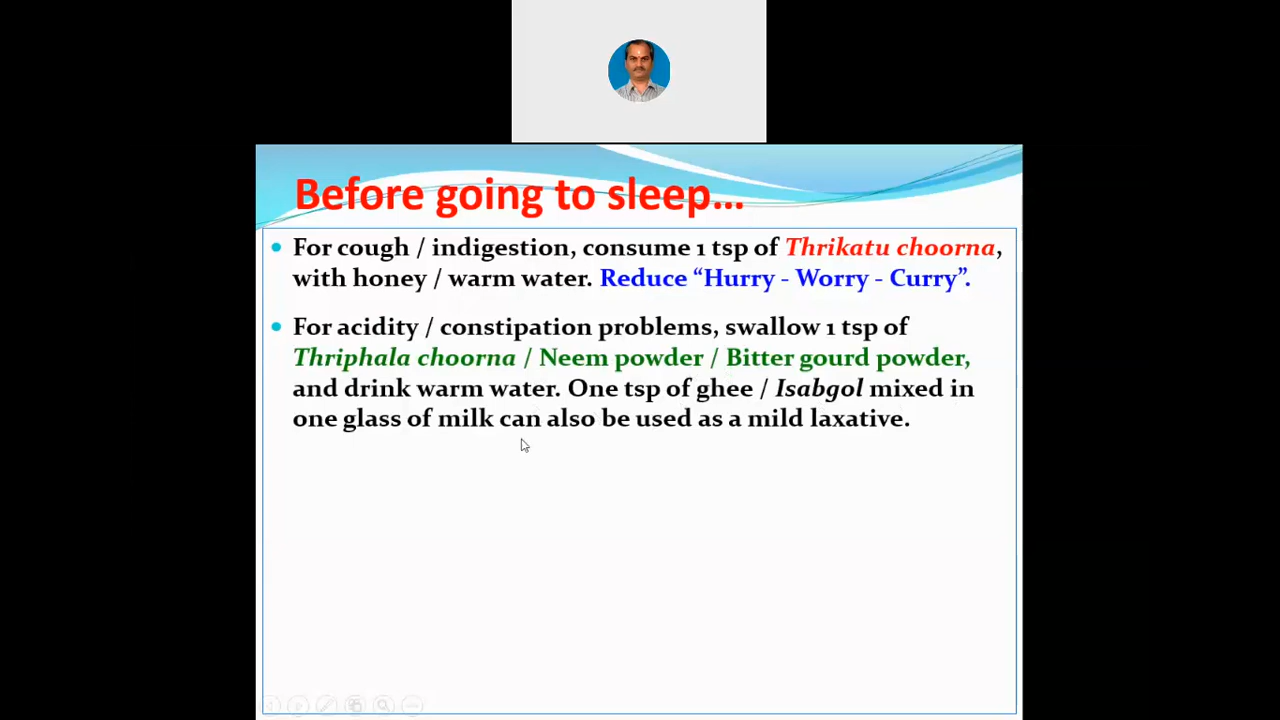 Before going to sleep...
• For cough / indigestion, consume 1 tsp of Thrikatu choorna,
with honey / warm water. Reduce “Hurry - Worry - Curry”.
• For acidity / constipation problems, swallow 1 tsp of
Thriphala choorna / Neem powder / Bitter gourd powder,
and drink warm water. One tsp of ghee / Isabgol mixed in
one glass of milk can also be used as a mild laxative.